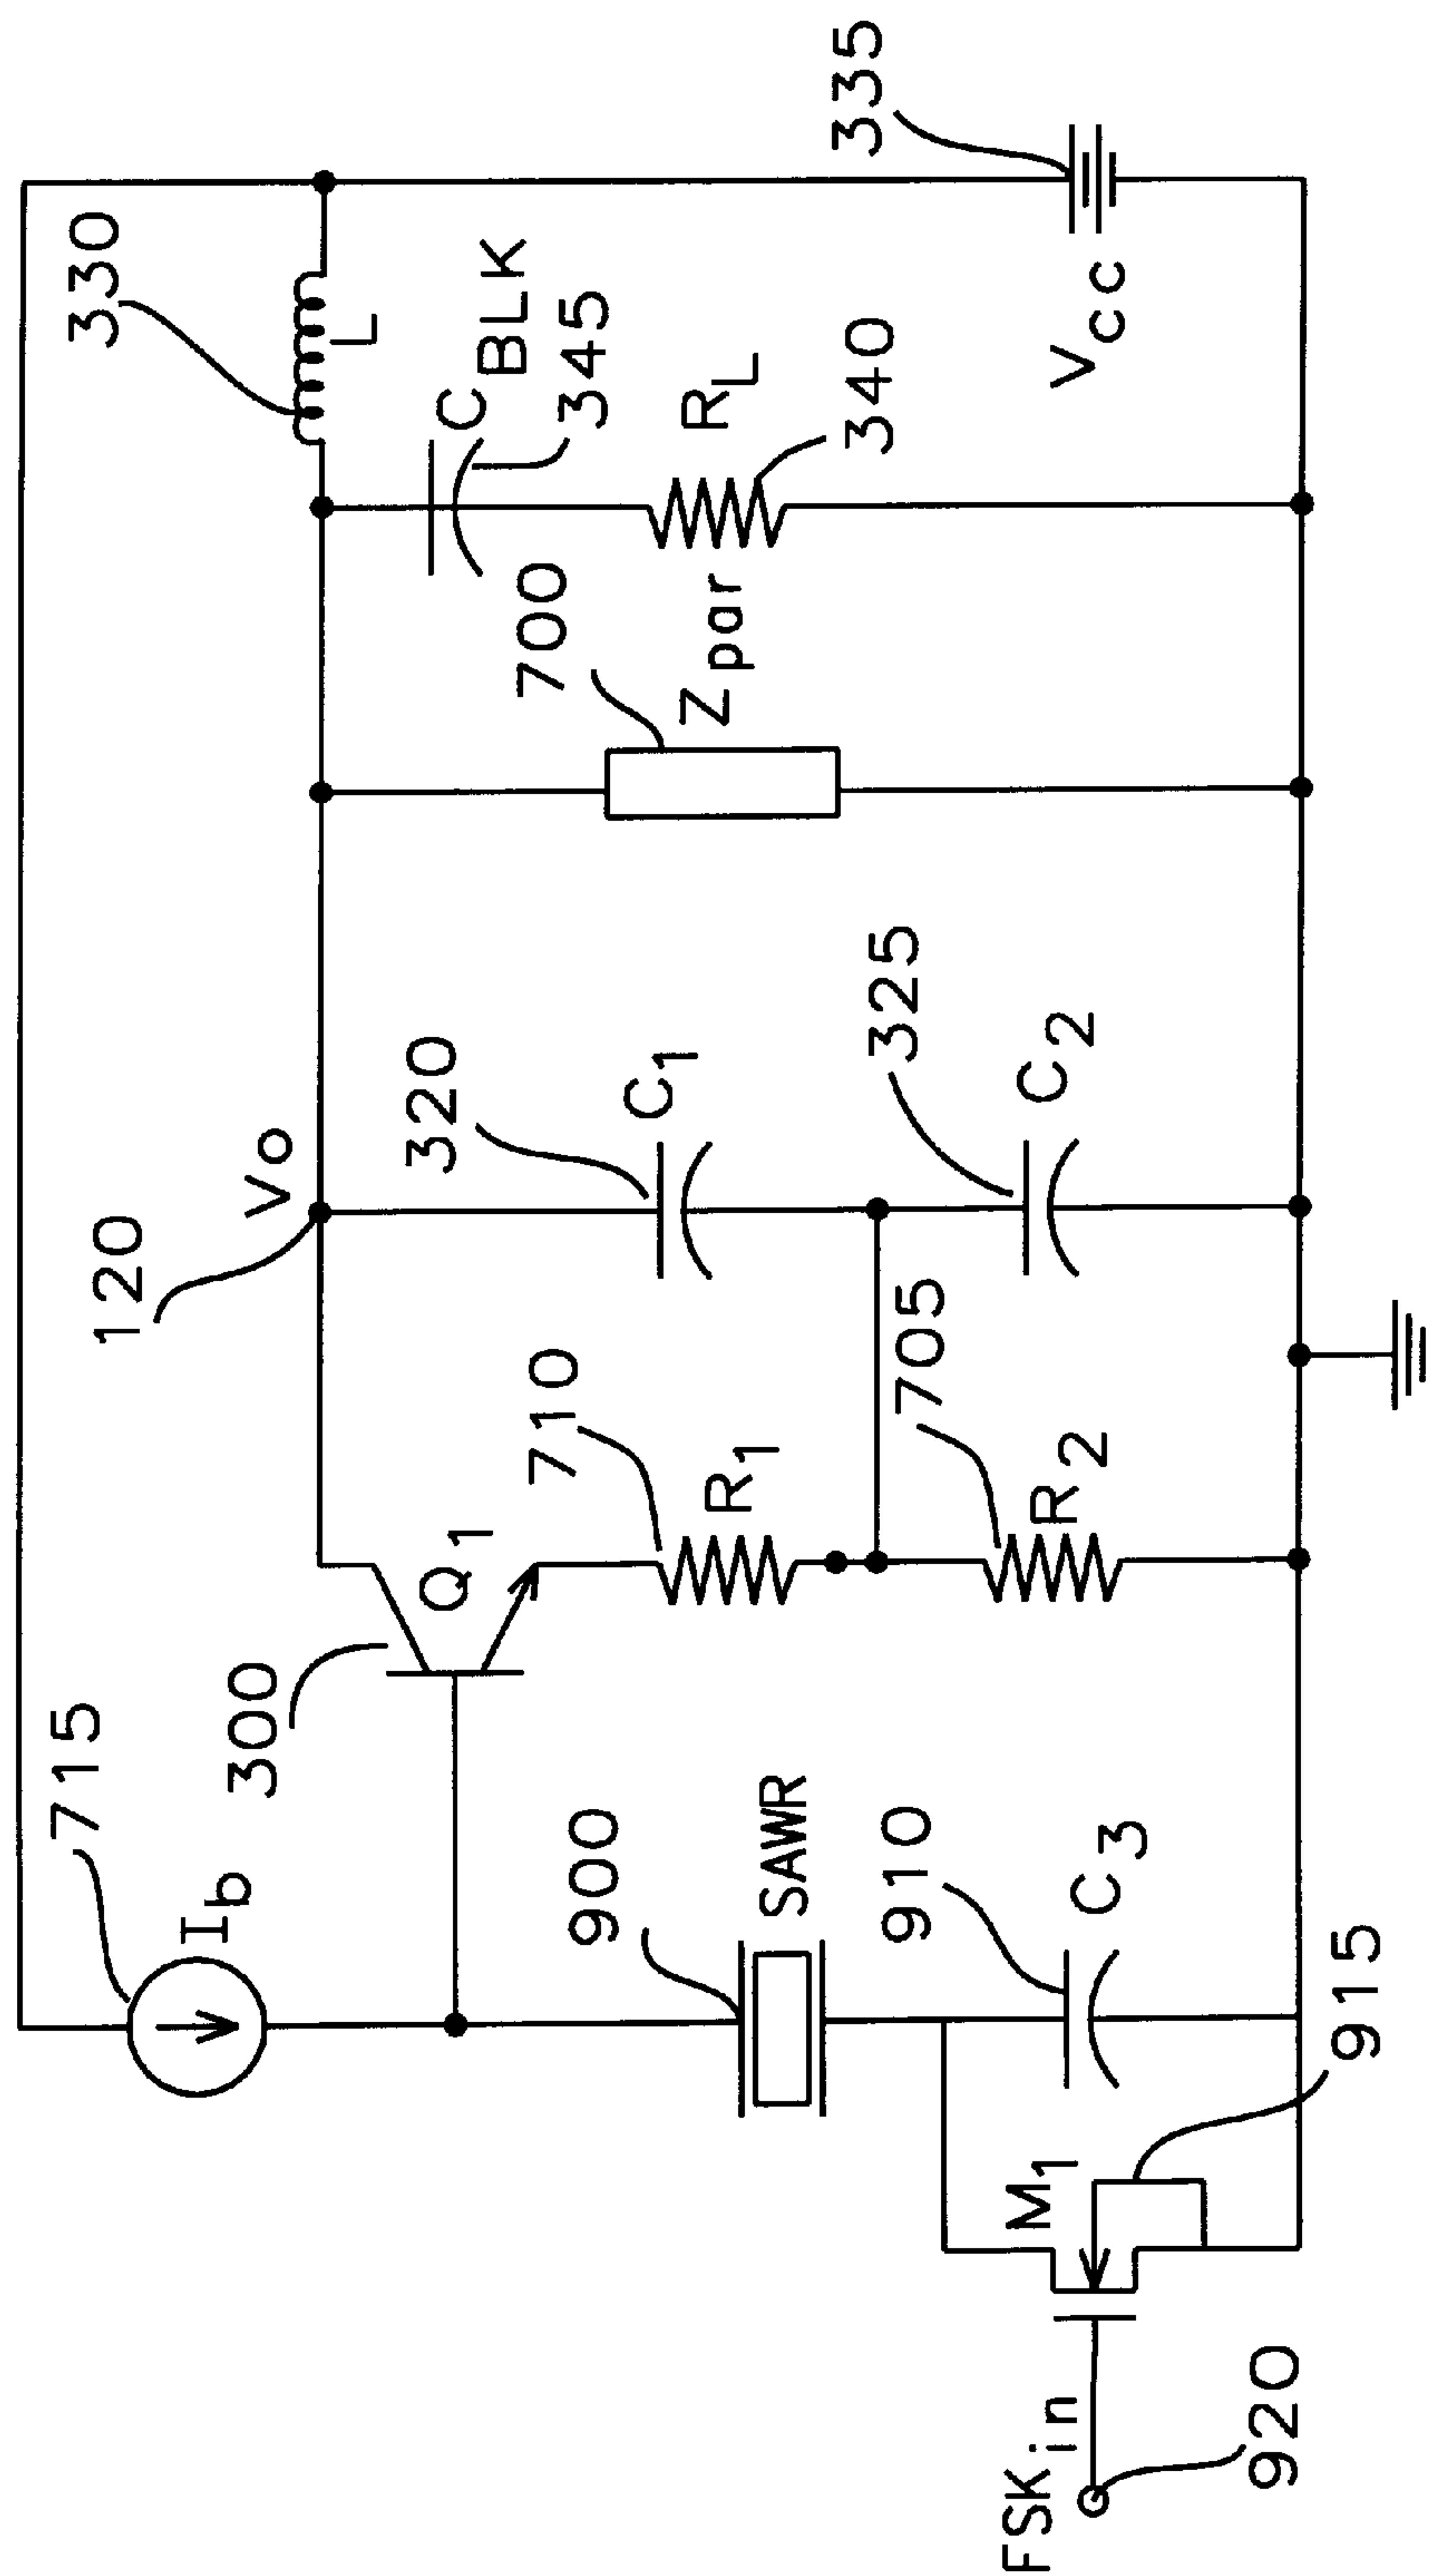 715
I b
300
Q 1
120
Vo
330
L
C BLK
345
R L
340
700
Z par
320
C 1
325
C 2
710
R 1
705
R 2
900
SAWR
910
C 3
915
M 1
FSK in
920
335
V cc